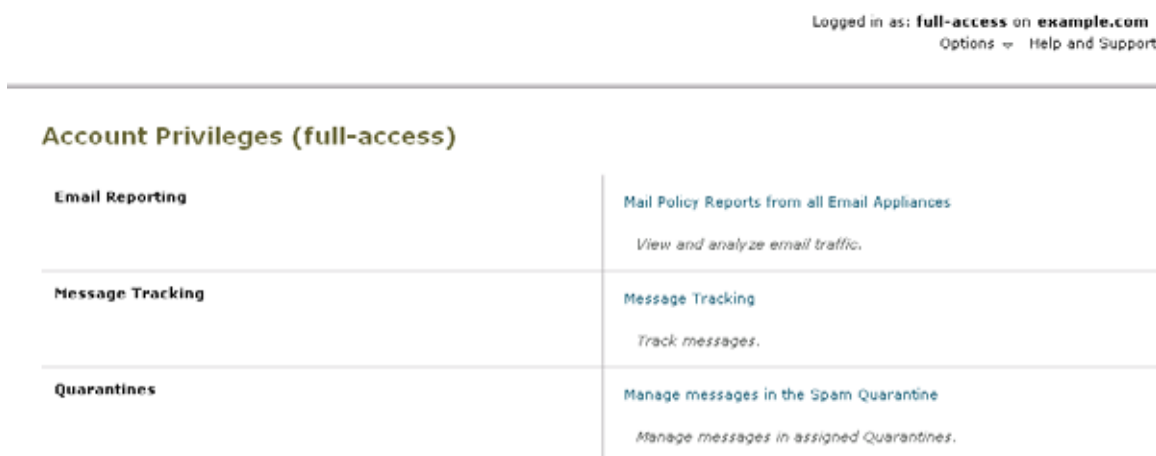 Logged in as: full-access on example.com
Options Help and Support
Account Privileges (full-access)
Email Reporting
Mail Policy Reports from all Email Appliances
View and analyze email traffic.
Message Tracking
Message Tracking
Track messages.
Quarantines
Manage messages in the Spam Quarantine
Manage messages in assigned Quarantines.